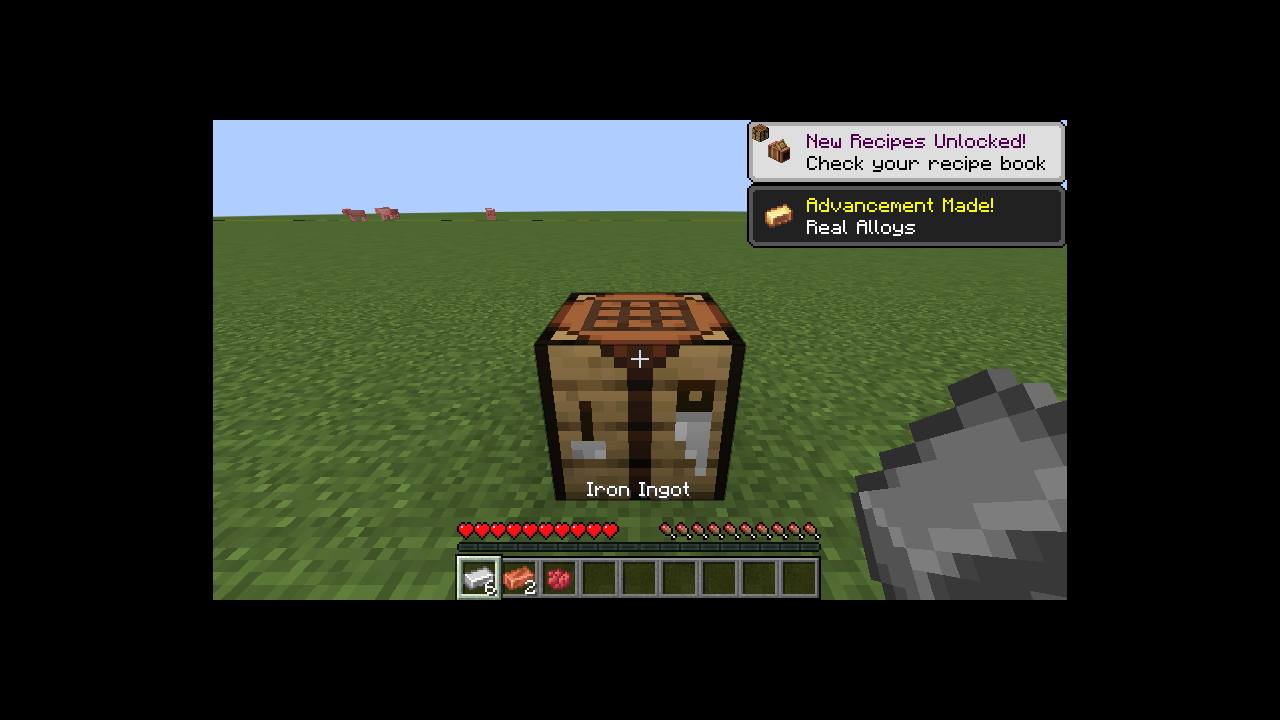 New Recipes Unlocked!
Check your recipe book
Advancement Made!
Real Alloys
Iron Ingot
6
2